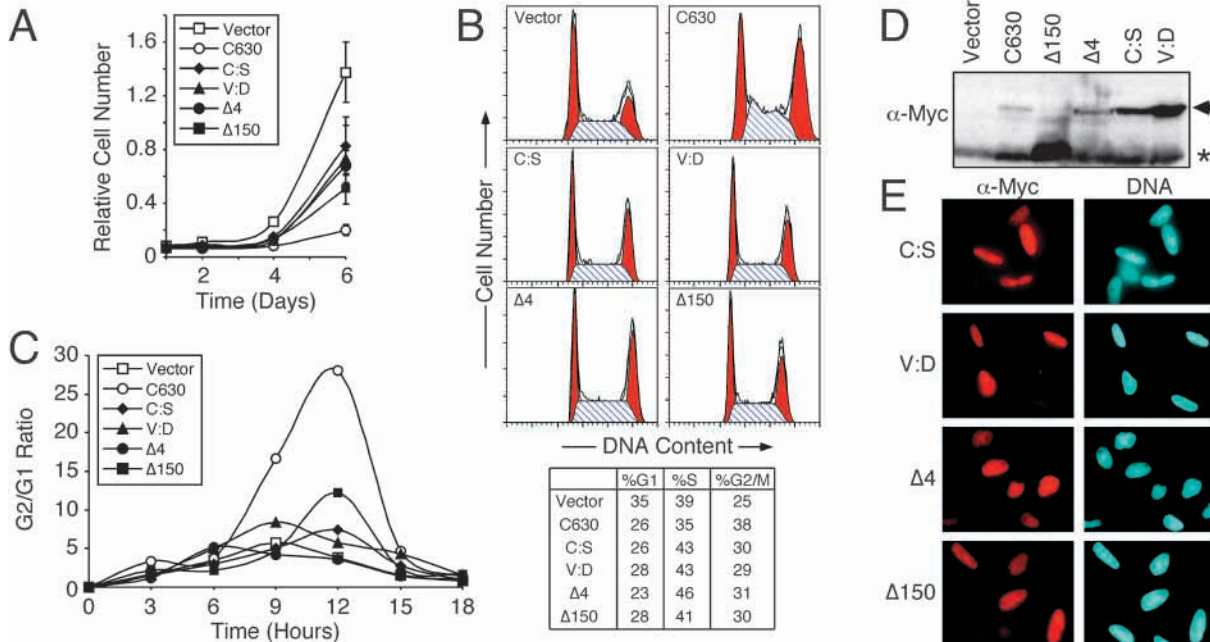 A
Relative Cell Number
1.6
1.2
0.8
0.4
0
2
4
6
Time (Days)
Vector
C630
C:S
V:D
Δ4
Δ150
B
Cell Number
Vector
C630
C:S
V:D
Δ4
Δ150
DNA Content
%G1 %S %G2/M
Vector 35 39 25
C630 26 35 38
C:S 26 43 30
V:D 28 43 29
Δ4 23 46 31
Δ150 28 41 30
C
G2/G1 Ratio
30
25
20
15
10
5
0
0 3 6 9 12 15 18
Time (Hours)
Vector
C630
C:S
V:D
Δ4
Δ150
D
Vector
C630
Δ150
Δ4
C:S
V:D
α-Myc
*
E
α-Myc DNA
C:S
V:D
Δ4
Δ150